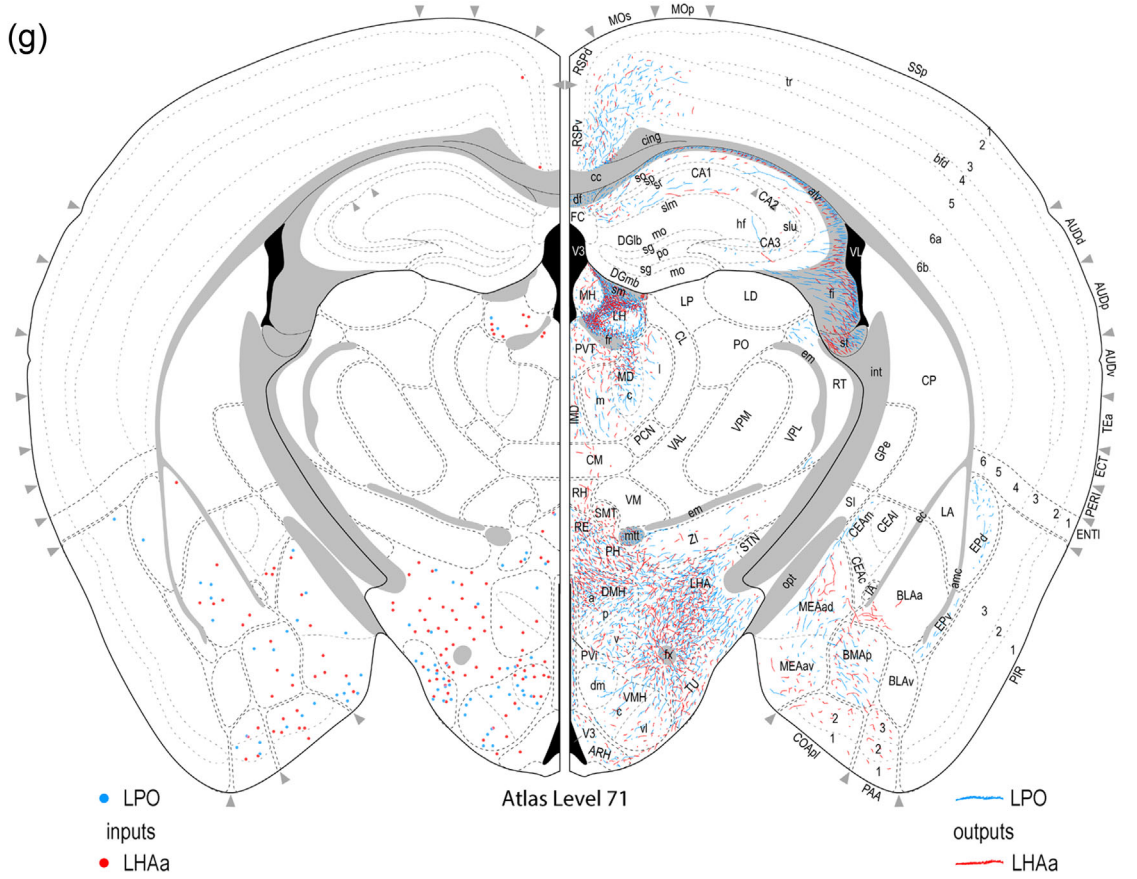 (g)
MOs
MOp
RSPd
SSp
tr
RSPv
cing
1
2
3
4
5
6a
6b
bfd
cc
df
FC
so
sp
sr
CA1
slm
CA2
alv
hf
slu
CA3
DGlb
mo
sg
po
sg
mo
DGmb
V3
VL
AUDd
AUDp
AUDv
TEa
ECT
PERI
ENTl
MH
sm
LH
fr
fi
st
LP
LD
PVT
CL
PO
em
RT
int
CP
MD
l
m
c
IMD
PCN
VAL
VPM
VPL
GPe
CM
RH
VM
SMT
RE
em
mtt
ZI
STN
PH
SI
CEAm
CEAl
CEAc
ec
LA
6
5
4
3
2
1
EPd
amc
IA
BLAa
EPv
opt
DMH
LHA
a
p
v
MEAad
3
2
1
PIR
PVi
fx
MEAav
BMAp
BLAv
dm
VMH
TU
c
vl
V3
ARH
2
1
COApl
3
2
1
PAA
Atlas Level 71
LPO
inputs
LHAa
LPO
outputs
LHAa